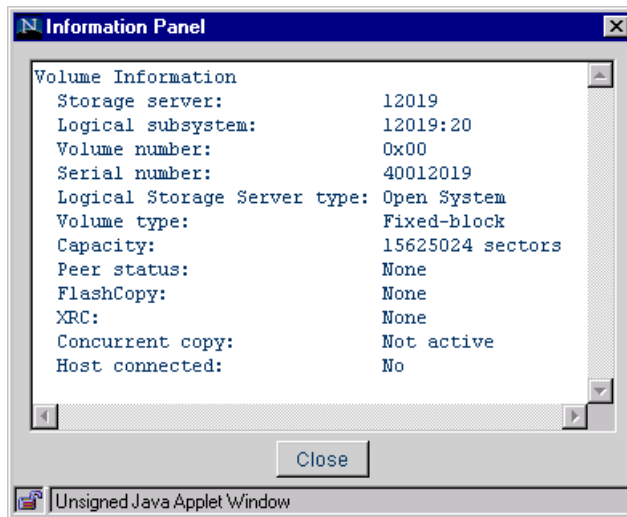 Information Panel
Volume Information
Storage server: 12019
Logical subsystem: 12019:20
Volume number: 0x00
Serial number: 40012019
Logical Storage Server type: Open System
Volume type: Fixed-block
Capacity: 15625024 sectors
Peer status: None
FlashCopy: None
XRC: None
Concurrent copy: Not active
Host connected: No
Close
Unsigned Java Applet Window